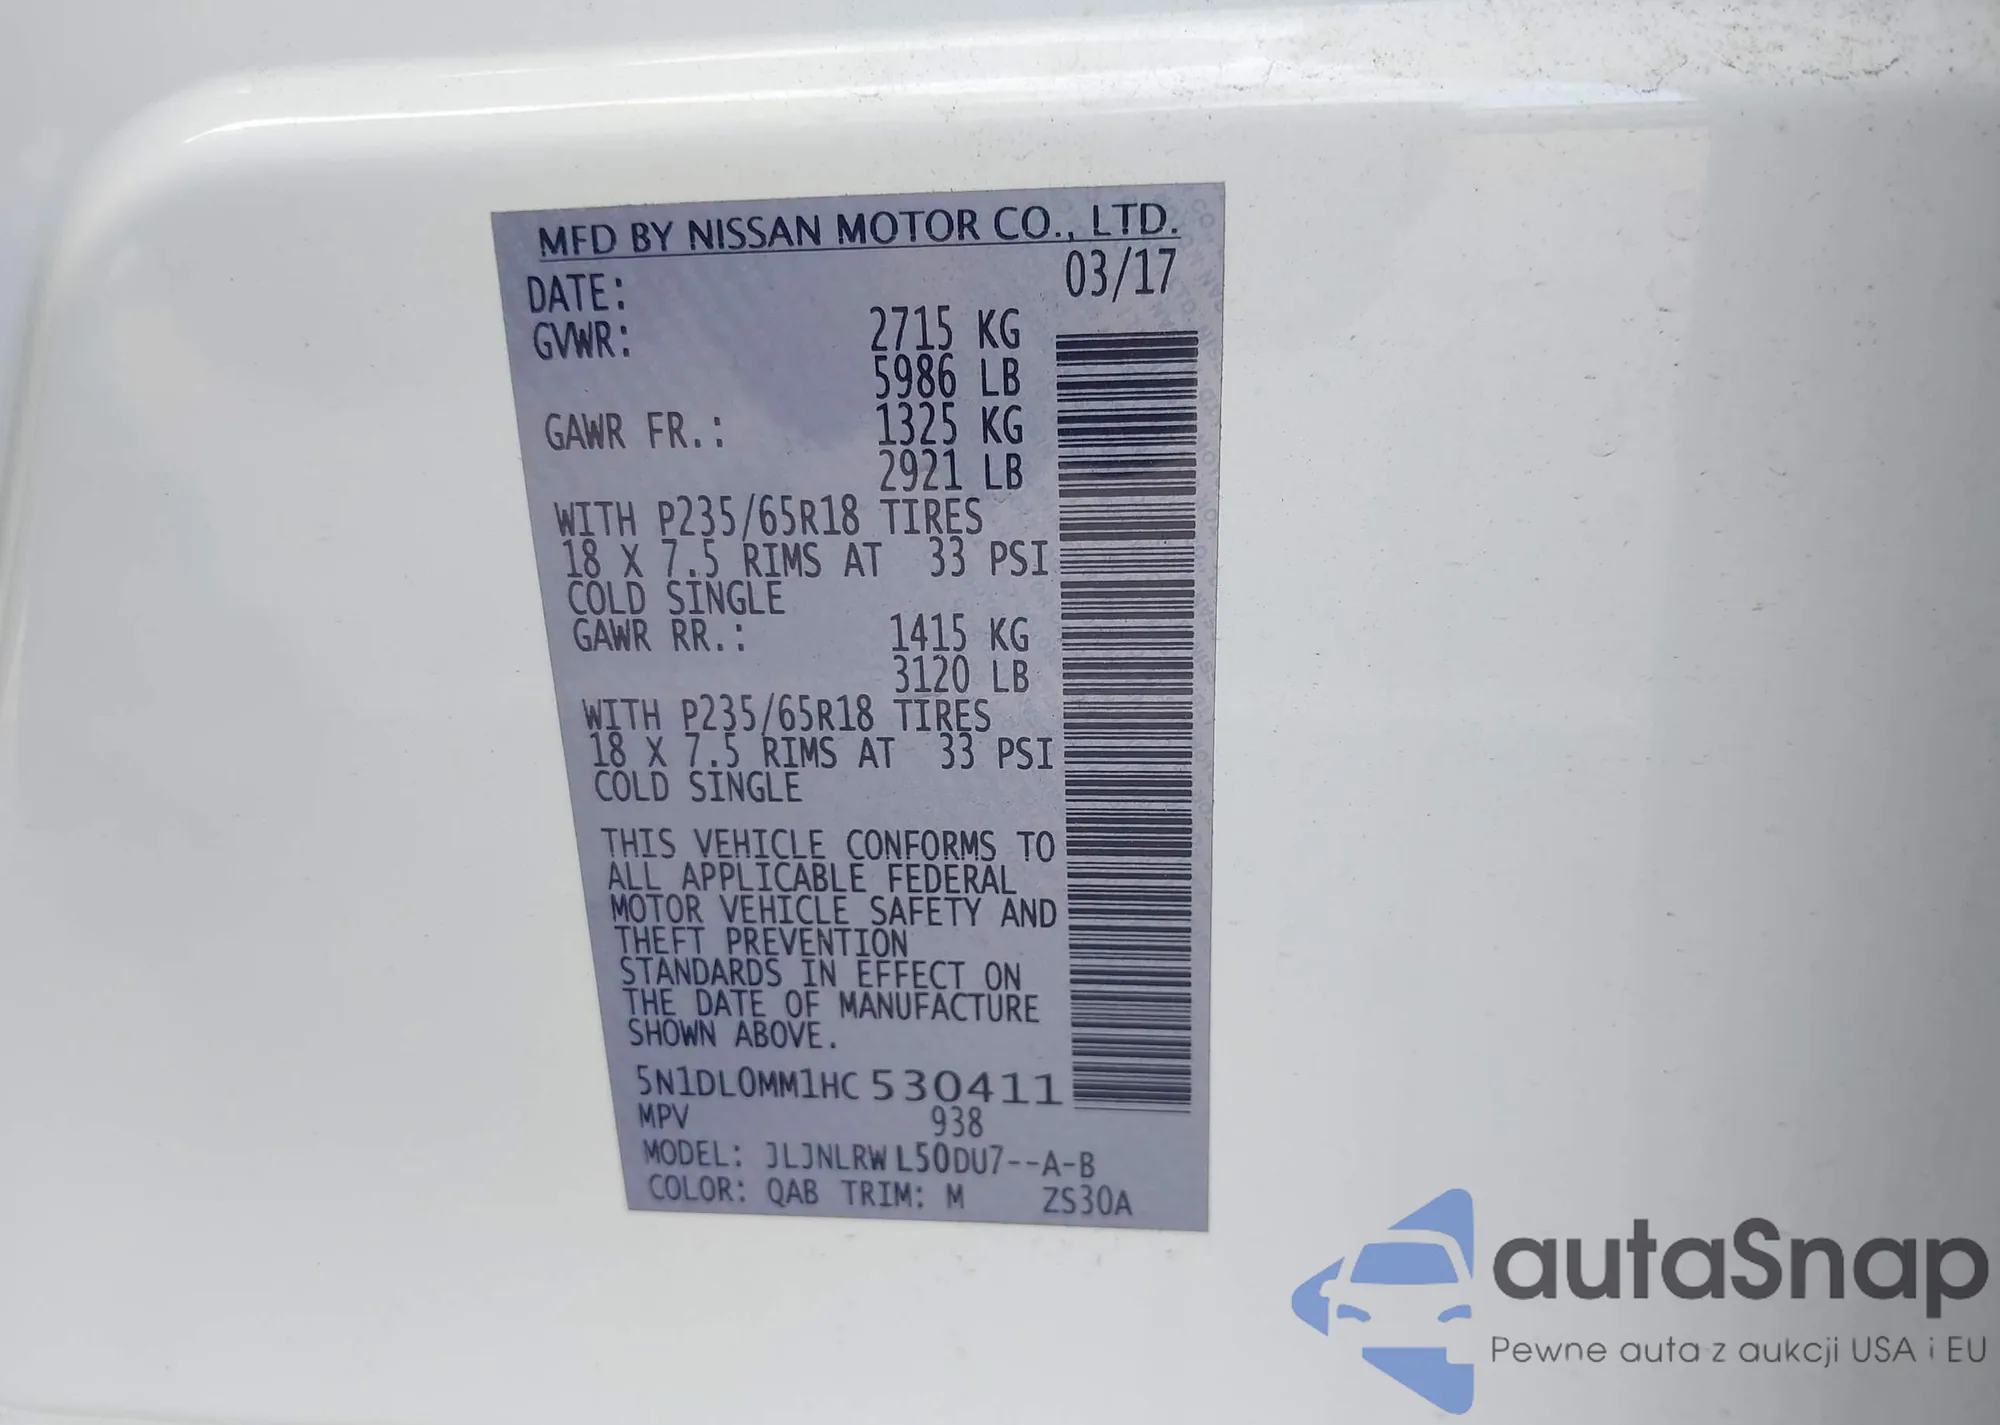 MFD BY NISSAN MOTOR CO., LTD.
DATE: 03/17
GVWR: 2715 KG
5986 LB
GAWR FR.: 1325 KG
2921 LB
WITH P235/65R18 TIRES
18 X 7.5 RIMS AT 33 PSI
COLD SINGLE
GAWR RR.: 1415 KG
3120 LB
WITH P235/65R18 TIRES
18 X 7.5 RIMS AT 33 PSI
COLD SINGLE
THIS VEHICLE CONFORMS TO
ALL APPLICABLE FEDERAL
MOTOR VEHICLE SAFETY AND
THEFT PREVENTION
STANDARDS IN EFFECT ON
THE DATE OF MANUFACTURE
SHOWN ABOVE.
5N1DL0MM1HC 530411
MPV 938
MODEL: JLJNLRW L50DU7--A-B
COLOR: QAB TRIM: M ZS30A
autaSnap
Pewne auta z aukcji USA i EU